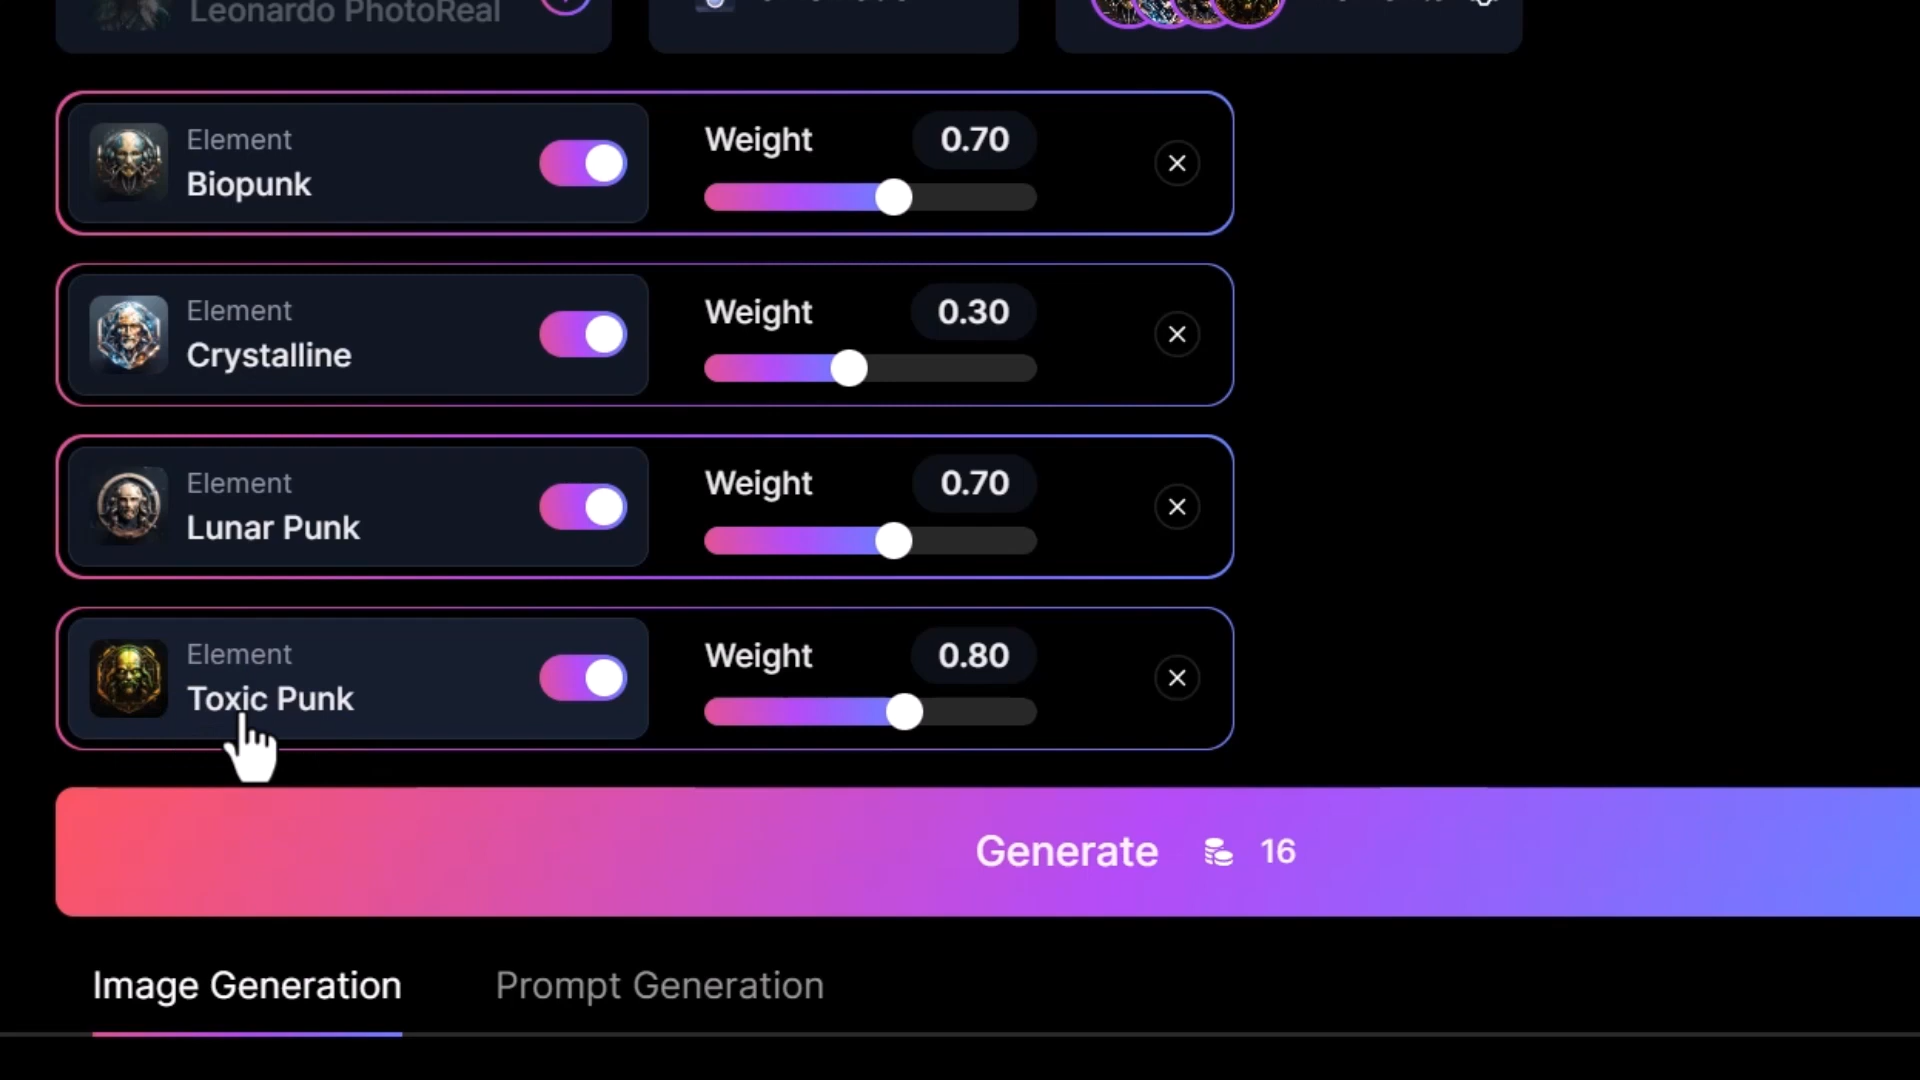 Leonardo PhotoReal
Element
Biopunk
Weight 0.70
Element
Crystalline
Weight 0.30
Element
Lunar Punk
Weight 0.70
Element
Toxic Punk
Weight 0.80
Generate 16
Image Generation Prompt Generation